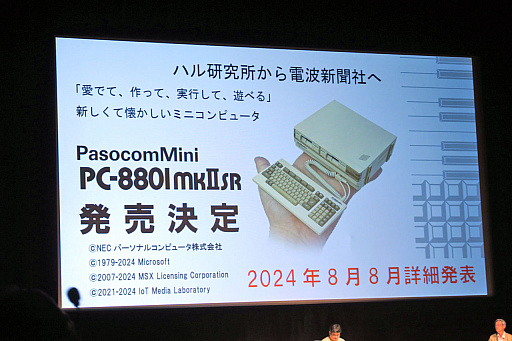 ハル研究所から電波新聞社へ
「愛でて、作って、実行して、遊べる」
新しくて懐かしいミニコンピュータ
PasocomMini
PC-8801mkIISR
発売決定
©NEC パーソナルコンピュータ株式会社
©1979-2024 Microsoft
©2007-2024 MSX Licensing Corporation
©2021-2024 IoT Media Laboratory
2024年8月8月詳細発表